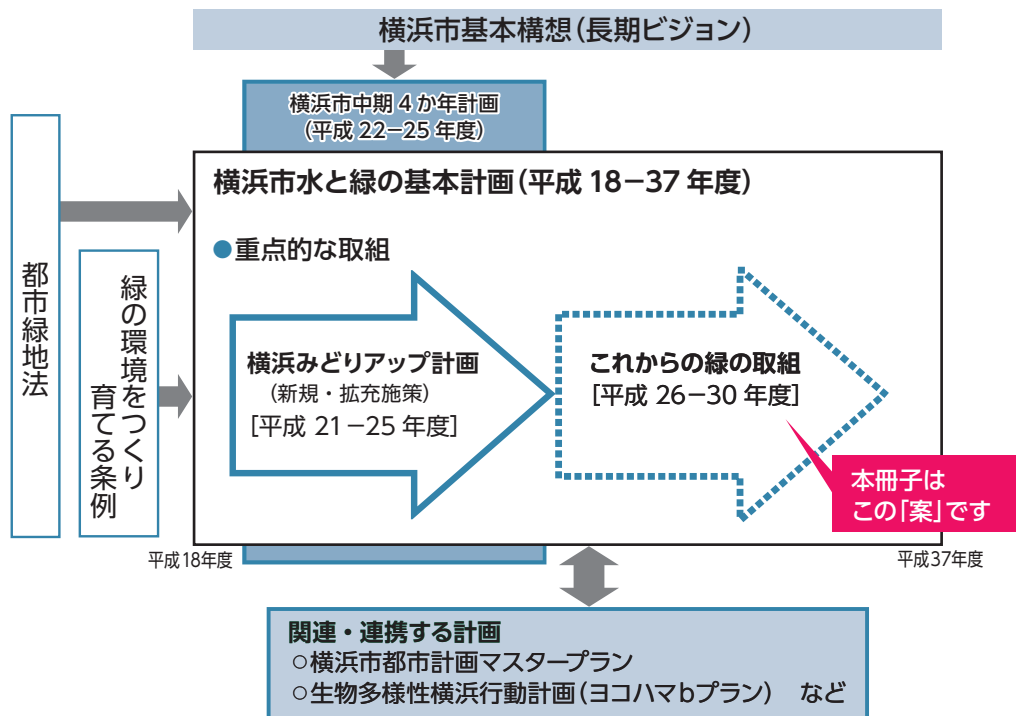 横浜市基本構想(長期ビジョン)
横浜市中期 4 か年計画
(平成 22-25 年度)
横浜市水と緑の基本計画(平成 18-37 年度)
●重点的な取組
都市緑地法
緑の環境をつくり
育てる条例
横浜みどりアップ計画
(新規・拡充施策)
[平成 21-25 年度]
これからの緑の取組
[平成 26-30 年度]
本冊子は
この「案」です
平成18年度
平成37年度
関連・連携する計画
○横浜市都市計画マスタープラン
○生物多様性横浜行動計画(ヨコハマbプラン) など